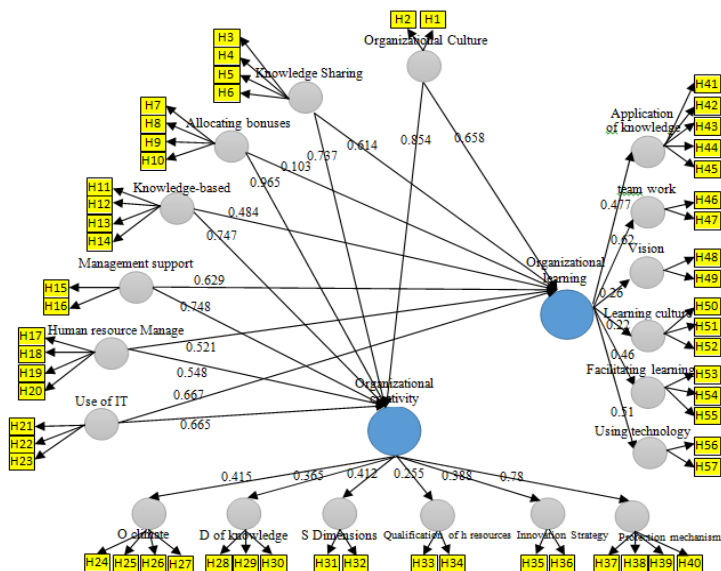 H2 H1
Organizational Culture
H3
H4
H5
H6
Knowledge Sharing
H7
H8
H9
H10
Allocating bonuses
H11
H12
H13
H14
Knowledge-based
H15
H16
Management support
H17
H18
H19
H20
Human resource Manage
H21
H22
H23
Use of IT
0.854
0.658
0.737
0.614
0.103
0.965
0.484
0.747
0.629
0.748
0.521
0.548
0.667
0.665
Organizational
learning
Organizational
Application
of knowledge
H41
H42
H43
H44
H45
0.477
team work
H46
H47
0.62
Vision
H48
H49
0.26
Learning culture
H50
H51
H52
0.22
Facilitating learning
H53
H54
H55
0.46
Using technology
H56
H57
0.51
0.415 0.365 0.412 0.255 0.388 0.78
O climate
D of knowledge
S Dimensions
Qualification of h resources
Innovation Strategy
Protection mechanism
H24 H25 H26 H27
H28 H29 H30
H31 H32
H33 H34
H35 H36
H37 H38 H39 H40